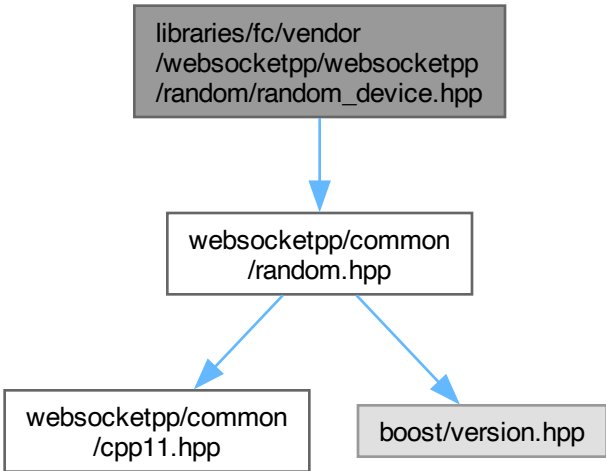 libraries/fc/vendor
/websocketpp/websocketpp
/random/random_device.hpp
websocketpp/common
/random.hpp
websocketpp/common
/cpp11.hpp
boost/version.hpp